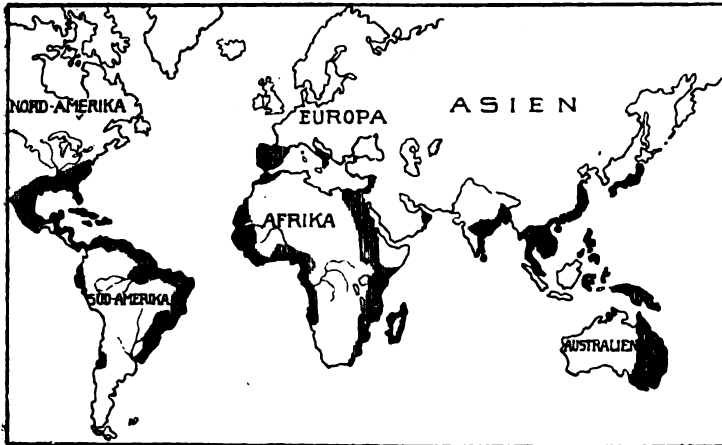 NORD-AMERIKA
EUROPA
ASIEN
AFRIKA
SÜD-AMERIKA
AUSTRALIEN